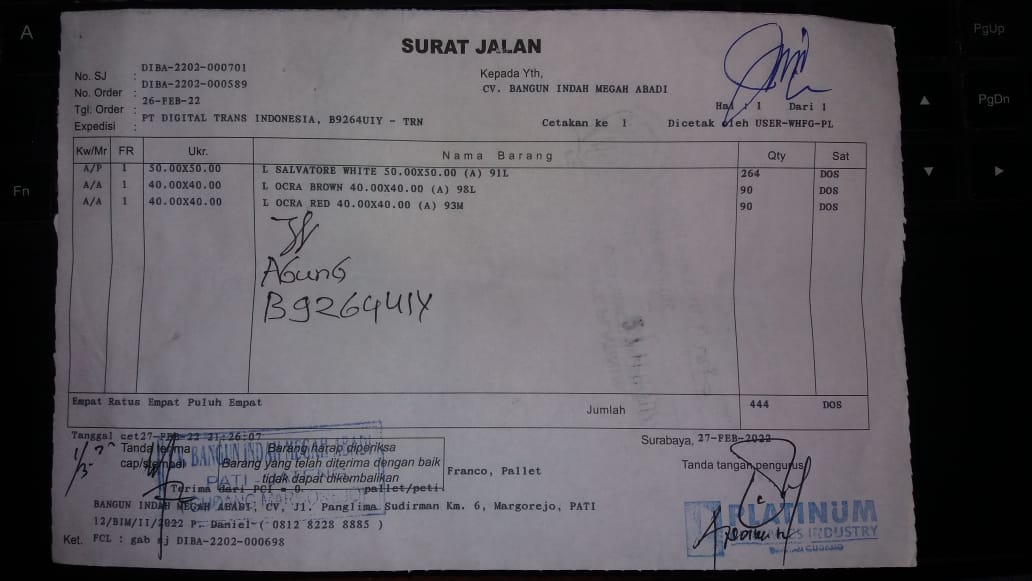 SURAT JALAN
No. SJ : DIBA-2202-000701
No. Order : DIBA-2202-000589
Tgl. Order : 26-FEB-22
Expedisi : PT DIGITAL TRANS INDONESIA, B9264UIY - TRN
Kepada Yth,
CV. BANGUN INDAH MEGAH ABADI
Hal : 1 Dari 1
Cetakan ke 1 Dicetak oleh USER-WHFG-PL
Kw/Mr FR Ukr. Nama Barang Qty Sat
A/P 1 50.00X50.00 L SALVATORE WHITE 50.00X50.00 (A) 91L 264 DOS
A/A 1 40.00X40.00 L OCRA BROWN 40.00X40.00 (A) 98L 90 DOS
A/A 1 40.00X40.00 L OCRA RED 40.00X40.00 (A) 93M 90 DOS
Agung
B9264UIY
Empat Ratus Empat Puluh Empat Jumlah 444 DOS
Tanggal cet27-FEB-22 21:26:07
Surabaya, 27-FEB-2022
Tanda terima
cap/stempel
Barang harap diperiksa
Barang yang telah diterima dengan baik
tidak dapat dikembalikan
BANGUN INDAH MEGAH ABADI
PATI
GUDANG MARGOREJO
Franco, Pallet
Tanda tangan pengurus
Terima dari PCI = 0 pallet/peti
BANGUN INDAH MEGAH ABADI, CV, Jl. Panglima Sudirman Km. 6, Margorejo, PATI
12/BIM/II/2022 P. Daniel ( 0812 8228 8885 )
Ket. FCL : gab sj DIBA-2202-000698
PLATINUM
INDUSTRY
GUDANG